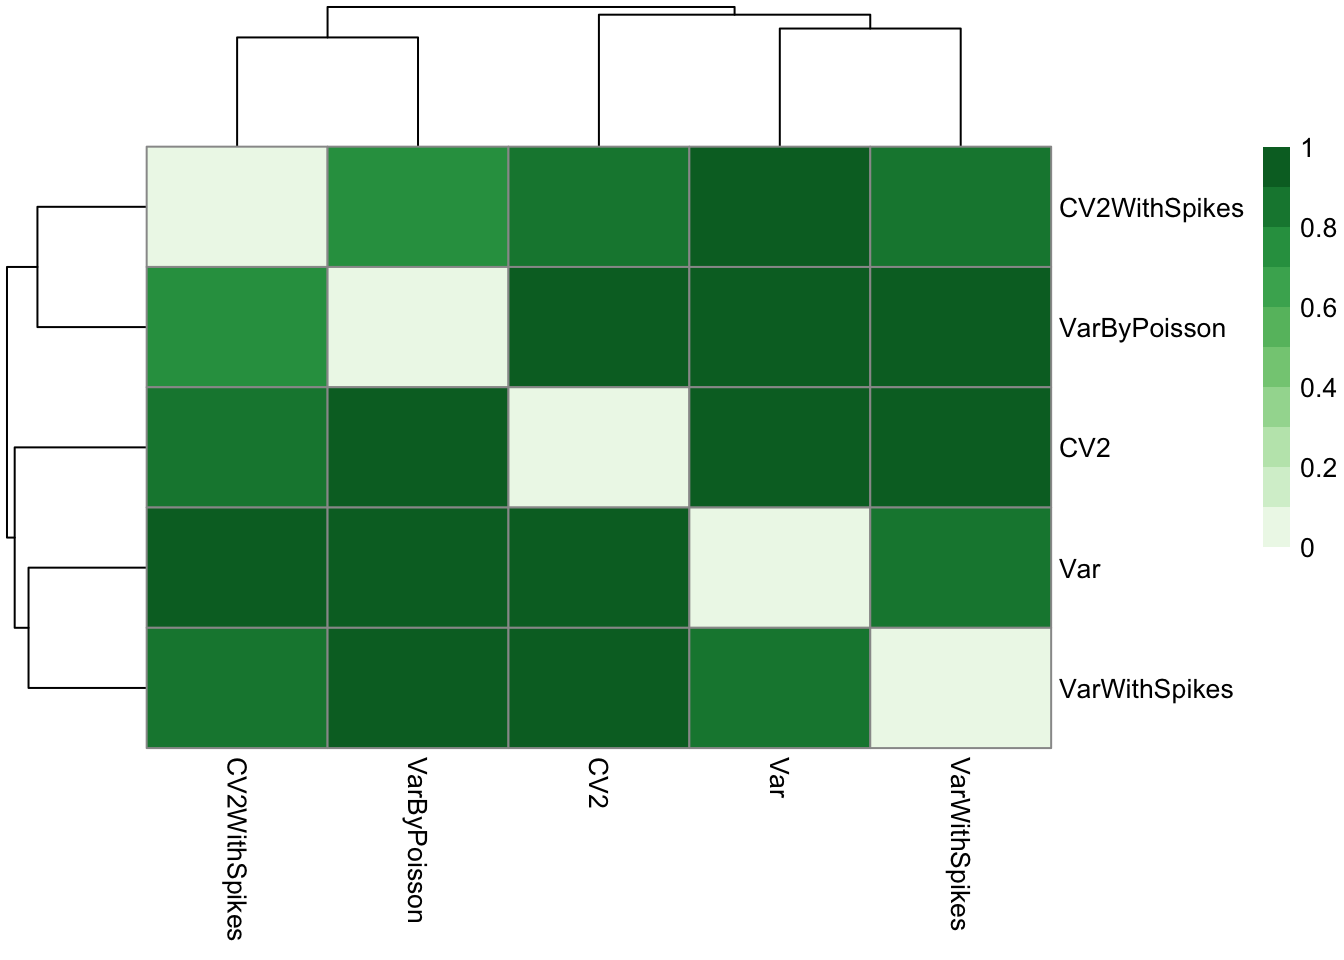 1
CV2WithSpikes
0.8
VarByPoisson
0.6
0.4
CV2
0.2
0
Var
VarWithSpikes
CV2WithSpikes
VarByPoisson
CV2
Var
VarWithSpikes